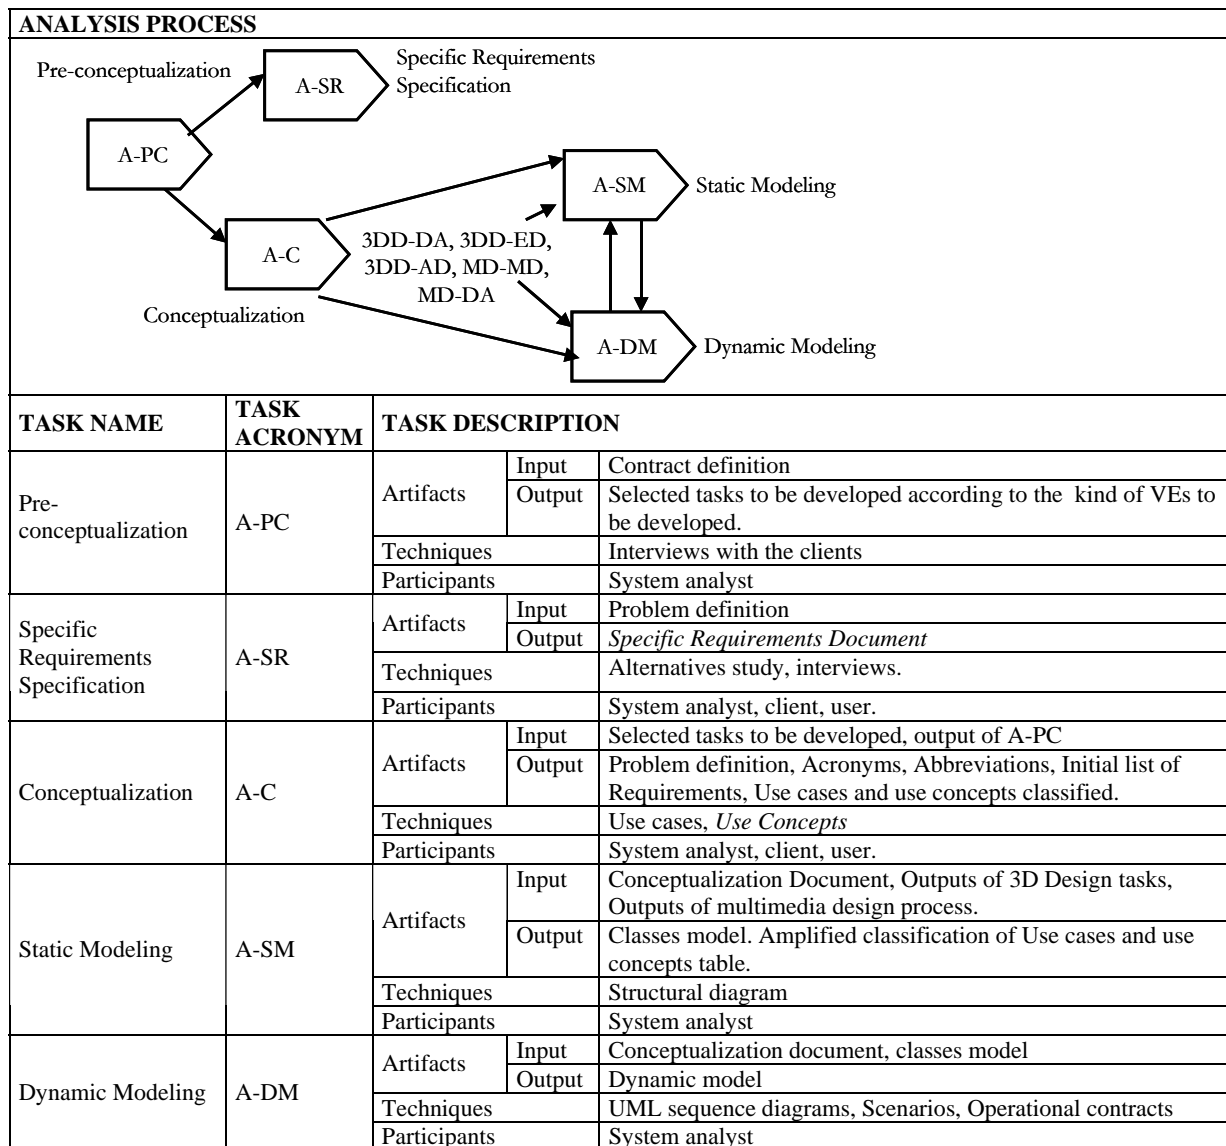 ANALYSIS PROCESS
Pre-conceptualization
A-SR
Specific Requirements
Specification
A-PC
A-SM
Static Modeling
A-C
3DD-DA, 3DD-ED,
3DD-AD, MD-MD,
MD-DA
Conceptualization
A-DM
Dynamic Modeling
TASK NAME
TASK
ACRONYM
TASK DESCRIPTION
Pre-
conceptualization
A-PC
Artifacts
Input
Contract definition
Output
Selected tasks to be developed according to the kind of VEs to
be developed.
Techniques
Interviews with the clients
Participants
System analyst
Specific
Requirements
Specification
A-SR
Artifacts
Input
Problem definition
Output
Specific Requirements Document
Techniques
Alternatives study, interviews.
Participants
System analyst, client, user.
Conceptualization
A-C
Artifacts
Input
Selected tasks to be developed, output of A-PC
Output
Problem definition, Acronyms, Abbreviations, Initial list of
Requirements, Use cases and use concepts classified.
Techniques
Use cases, Use Concepts
Participants
System analyst, client, user.
Static Modeling
A-SM
Artifacts
Input
Conceptualization Document, Outputs of 3D Design tasks,
Outputs of multimedia design process.
Output
Classes model. Amplified classification of Use cases and use
concepts table.
Techniques
Structural diagram
Participants
System analyst
Dynamic Modeling
A-DM
Artifacts
Input
Conceptualization document, classes model
Output
Dynamic model
Techniques
UML sequence diagrams, Scenarios, Operational contracts
Participants
System analyst